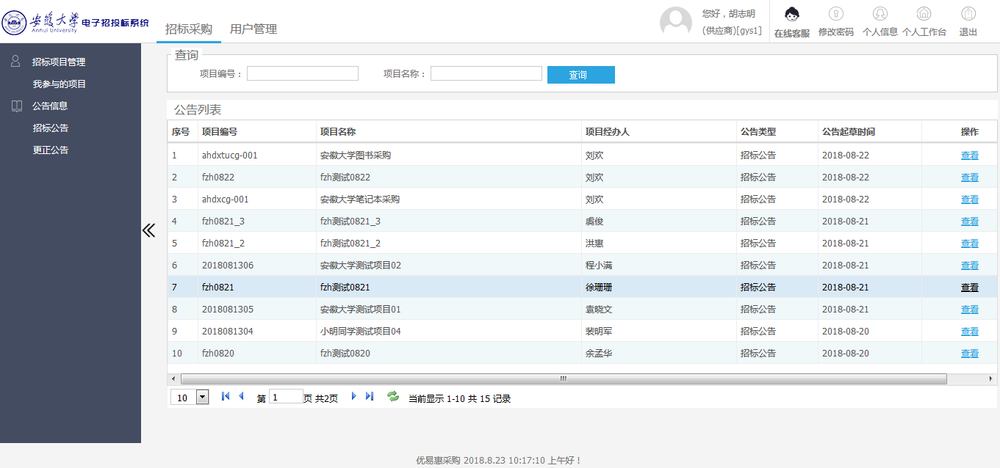 安徽大学 电子招投标系统
Anhui University
招标采购 用户管理
您好，胡志明
(供应商)[gys1]
在线客服 修改密码 个人信息 个人工作台 退出
招标项目管理
我参与的项目
公告信息
招标公告
更正公告
查询
项目编号： 项目名称： 查询
公告列表
序号 项目编号 项目名称 项目经办人 公告类型 公告起草时间 操作
1 ahdxtucg-001 安徽大学图书采购 刘欢 招标公告 2018-08-22 查看
2 fzh0822 fzh测试0822 刘欢 招标公告 2018-08-22 查看
3 ahdxcg-001 安徽大学笔记本采购 刘欢 招标公告 2018-08-22 查看
4 fzh0821_3 fzh测试0821_3 虞俊 招标公告 2018-08-21 查看
5 fzh0821_2 fzh测试0821_2 洪惠 招标公告 2018-08-21 查看
6 2018081306 安徽大学测试项目02 程小满 招标公告 2018-08-21 查看
7 fzh0821 fzh测试0821 徐珊珊 招标公告 2018-08-21 查看
8 2018081305 安徽大学测试项目01 袁晓文 招标公告 2018-08-21 查看
9 2018081304 小明同学测试项目04 裴明军 招标公告 2018-08-20 查看
10 fzh0820 fzh测试0820 余孟华 招标公告 2018-08-20 查看
10 第 1 页 共2页 当前显示 1-10 共 15 记录
优易惠采购 2018.8.23 10:17:10 上午好！